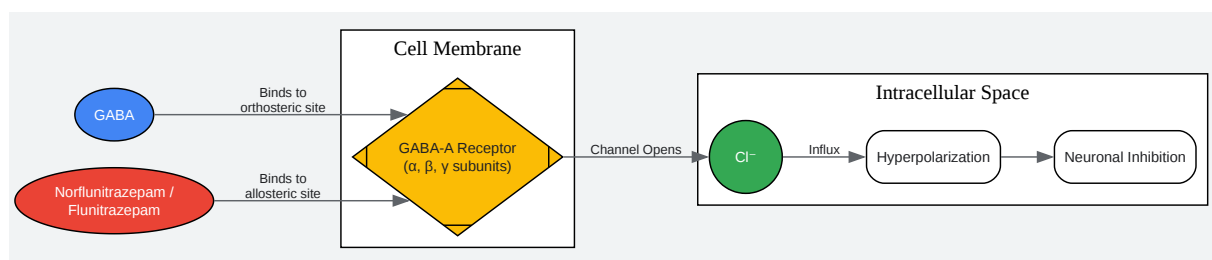 Cell Membrane
Binds to
orthosteric site
GABA
Binds to
allosteric site
Norflunitrazepam /
Flunitrazepam
GABA-A Receptor
(α, β, γ subunits)
Channel Opens
Intracellular Space
Cl⁻
Influx
Hyperpolarization
Neuronal Inhibition